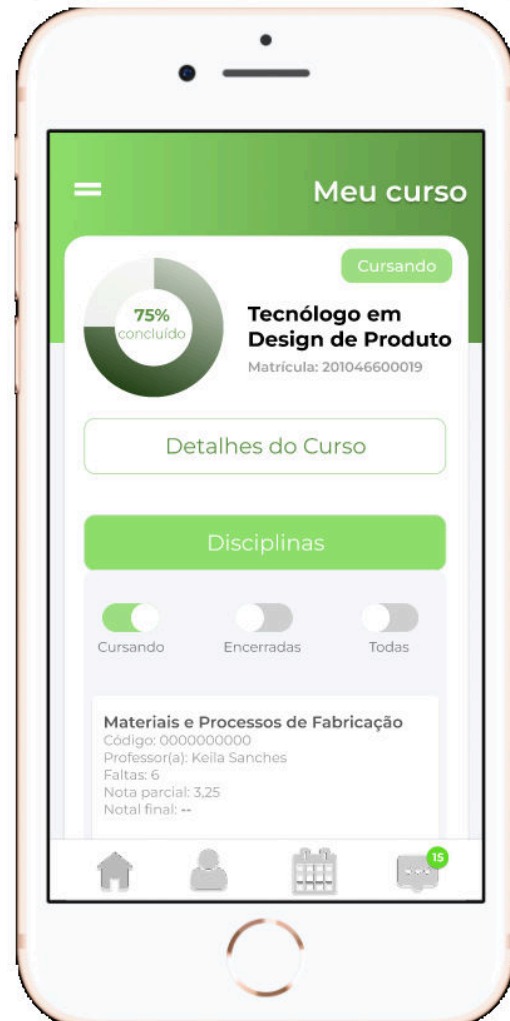 Meu curso
Cursando
75%
concluído
Tecnólogo em
Design de Produto
Matrícula: 201046600019
Detalhes do Curso
Disciplinas
Cursando Encerradas Todas
Materiais e Processos de Fabricação
Código: 0000000000
Professor(a): Keila Sanches
Faltas: 6
Nota parcial: 3,25
Notal final: --
15